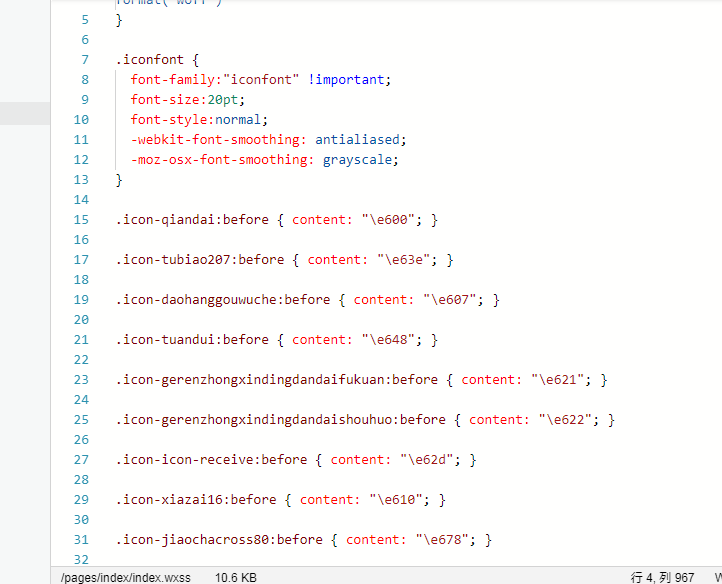 format('woff')
5 }
6
7 .iconfont {
8 font-family:"iconfont" !important;
9 font-size:20pt;
10 font-style:normal;
11 -webkit-font-smoothing: antialiased;
12 -moz-osx-font-smoothing: grayscale;
13 }
14
15 .icon-qiandai:before { content: "\e600"; }
16
17 .icon-tubiao207:before { content: "\e63e"; }
18
19 .icon-daohanggouwuche:before { content: "\e607"; }
20
21 .icon-tuandui:before { content: "\e648"; }
22
23 .icon-gerenzhongxindingdandaifukuan:before { content: "\e621"; }
24
25 .icon-gerenzhongxindingdandaishouhuo:before { content: "\e622"; }
26
27 .icon-icon-receive:before { content: "\e62d"; }
28
29 .icon-xiazai16:before { content: "\e610"; }
30
31 .icon-jiaochacross80:before { content: "\e678"; }
32
/pages/index/index.wxss 10.6 KB 行 4, 列 967